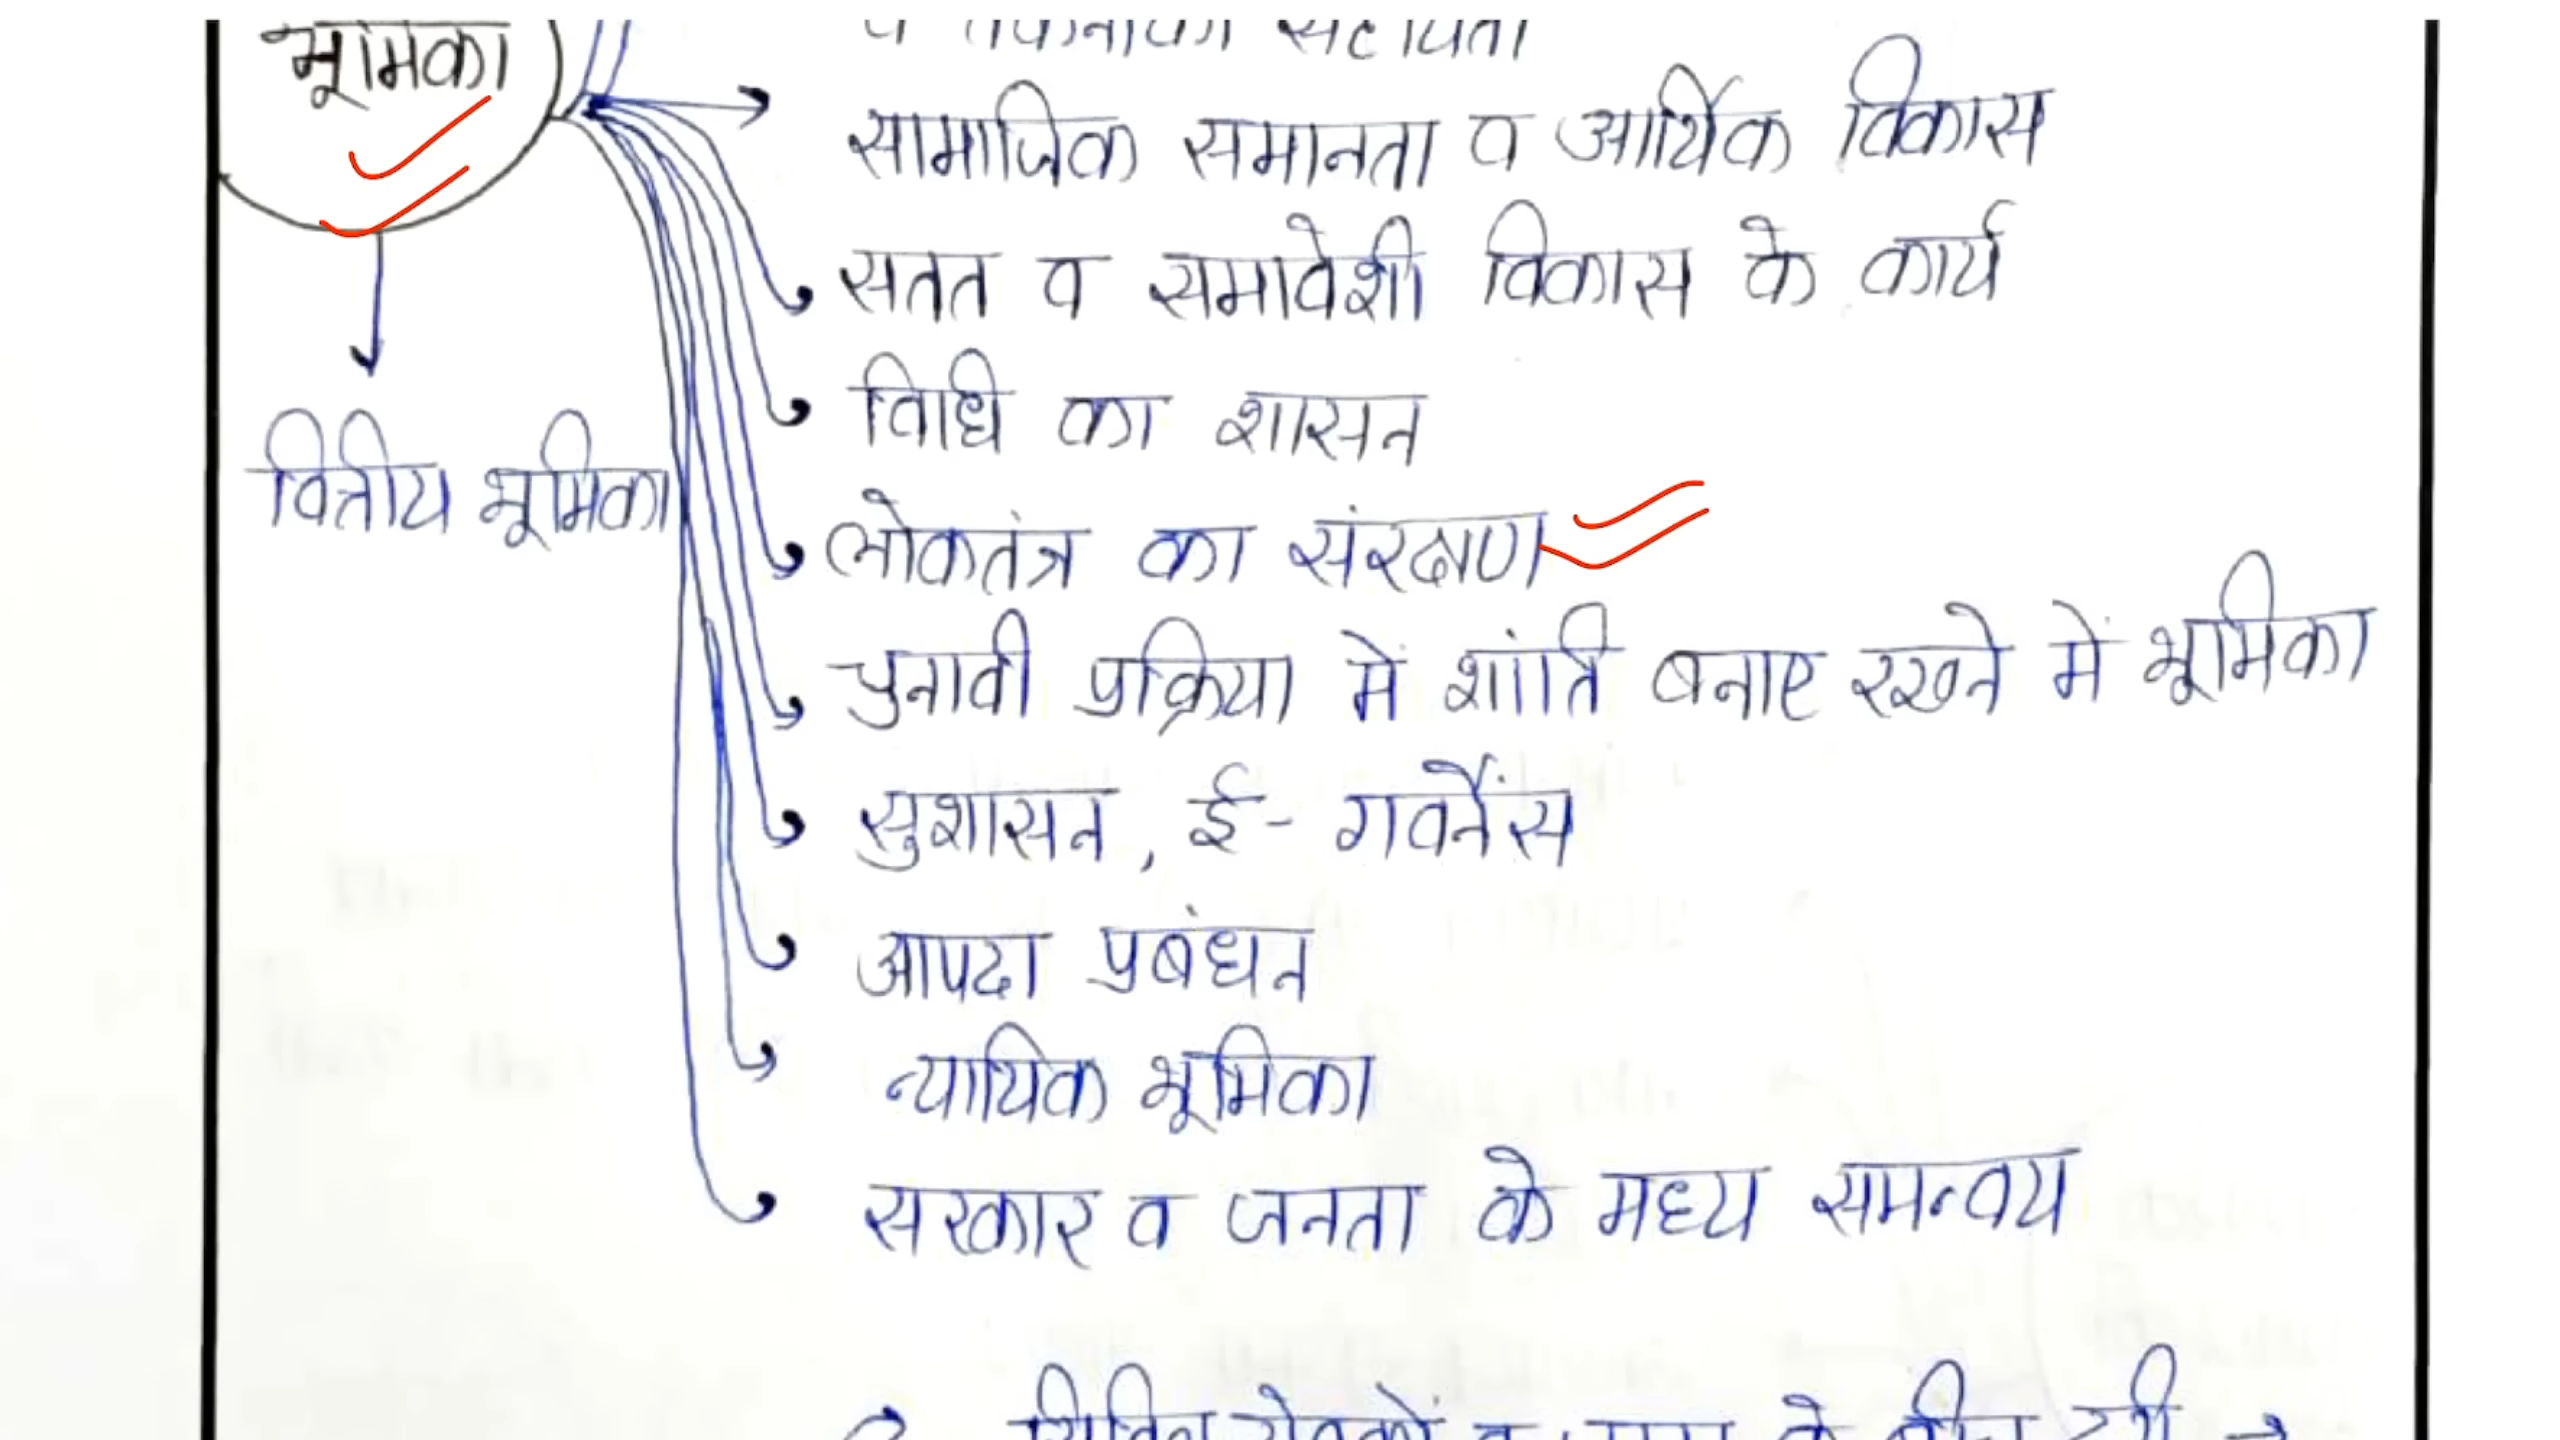 भूमिका
सामाजिक समानता व आर्थिक विकास
सतत व समावेशी विकास के कार्य
विधि का शासन
वित्तीय भूमिका
लोकतंत्र का संरक्षण
चुनावी प्रक्रिया में शांति बनाए रखने में भूमिका
सुशासन, ई- गवर्नेंस
आपदा प्रबंधन
न्यायिक भूमिका
सरकार व जनता के मध्य समन्वय